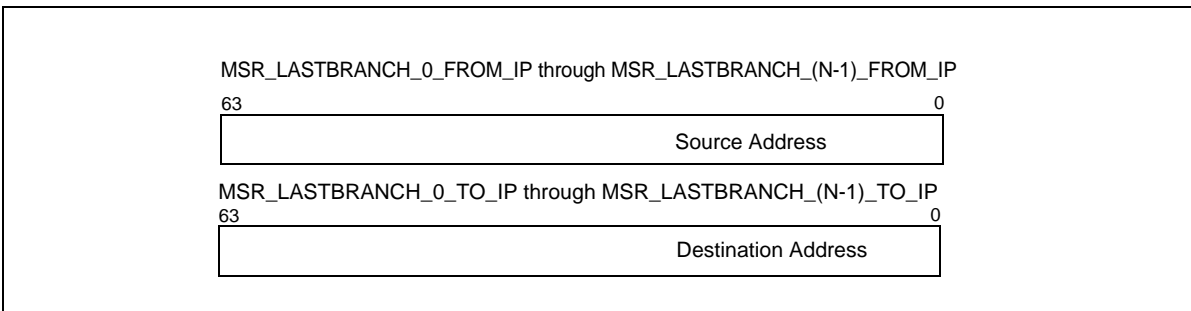 MSR_LASTBRANCH_0_FROM_IP through MSR_LASTBRANCH_(N-1)_FROM_IP
63 0
Source Address
MSR_LASTBRANCH_0_TO_IP through MSR_LASTBRANCH_(N-1)_TO_IP
63 0
Destination Address